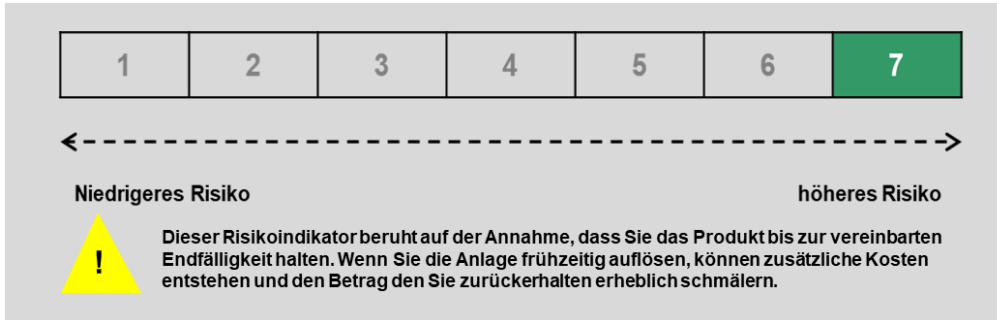 1 2 3 4 5 6 7
Niedrigeres Risiko höheres Risiko
!
Dieser Risikoindikator beruht auf der Annahme, dass Sie das Produkt bis zur vereinbarten
Endfälligkeit halten. Wenn Sie die Anlage frühzeitig auflösen, können zusätzliche Kosten
entstehen und den Betrag den Sie zurückerhalten erheblich schmälern.